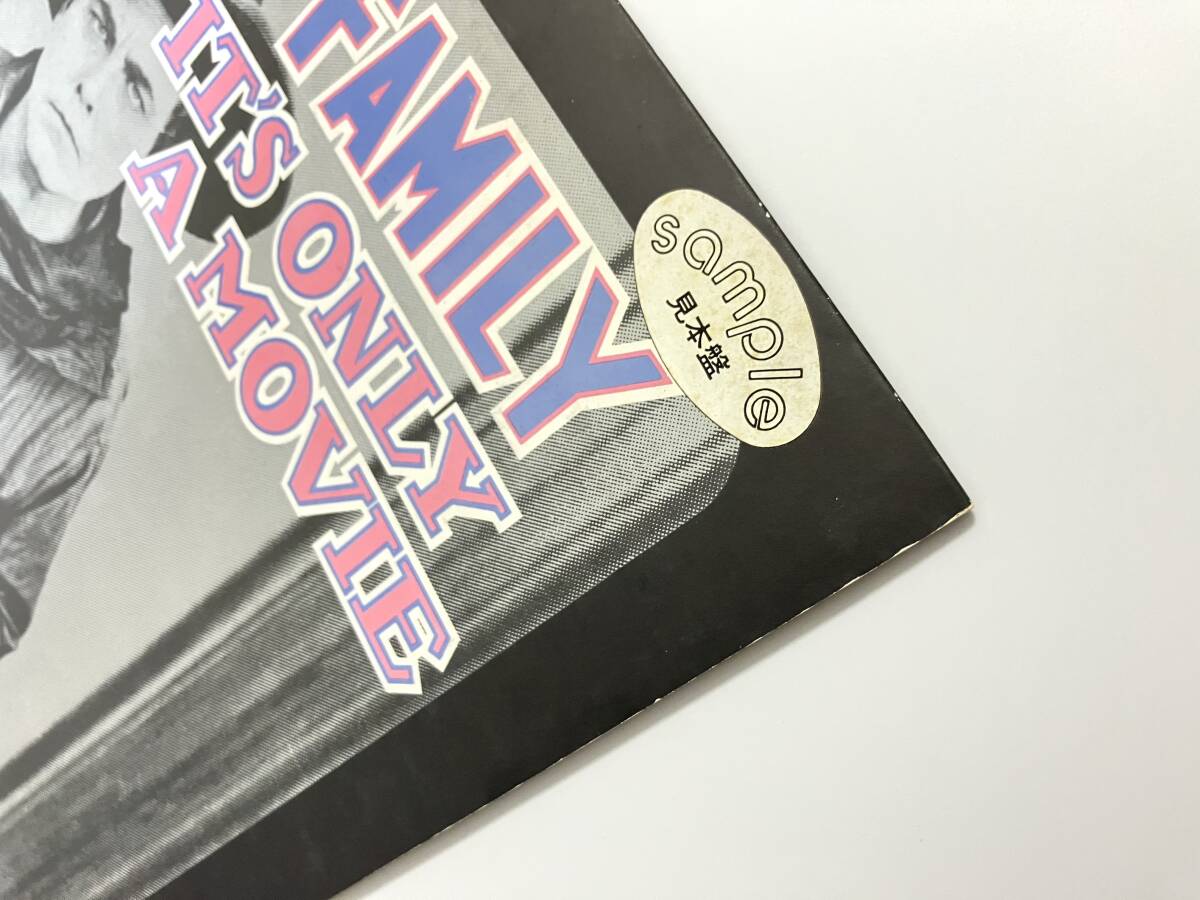 FAMILY
IT'S ONLY
A MOVIE
sample
見本盤